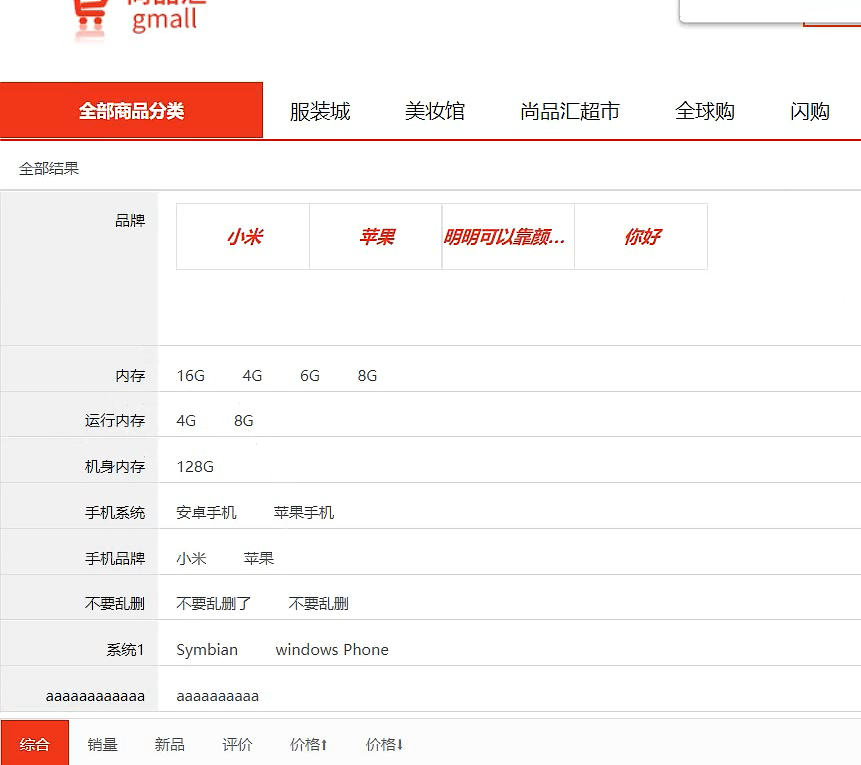 gmall
全部商品分类 服装城 美妆馆 尚品汇超市 全球购 闪购
全部结果
品牌 小米 苹果 明明可以靠颜... 你好
内存 16G 4G 6G 8G
运行内存 4G 8G
机身内存 128G
手机系统 安卓手机 苹果手机
手机品牌 小米 苹果
不要乱删 不要乱删了 不要乱删
系统1 Symbian windows Phone
aaaaaaaaaaaa aaaaaaaaaa
综合 销量 新品 评价 价格⬆ 价格⬇